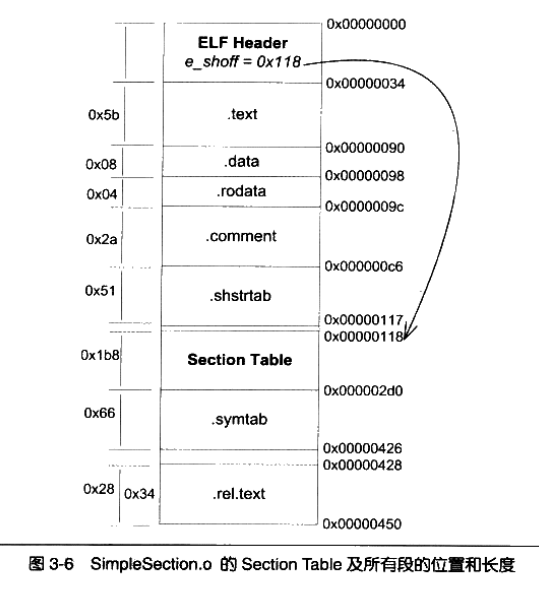 0x00000000
ELF Header
e_shoff = 0x118
0x00000034
0x5b
.text
0x00000090
0x08
.data
0x00000098
0x04
.rodata
0x0000009c
0x2a
.comment
0x000000c6
0x51
.shstrtab
0x00000117
0x00000118
0x1b8
Section Table
0x000002d0
0x66
.symtab
0x00000426
0x00000428
0x28
0x34
.rel.text
0x00000450
图 3-6 SimpleSection.o 的 Section Table 及所有段的位置和长度